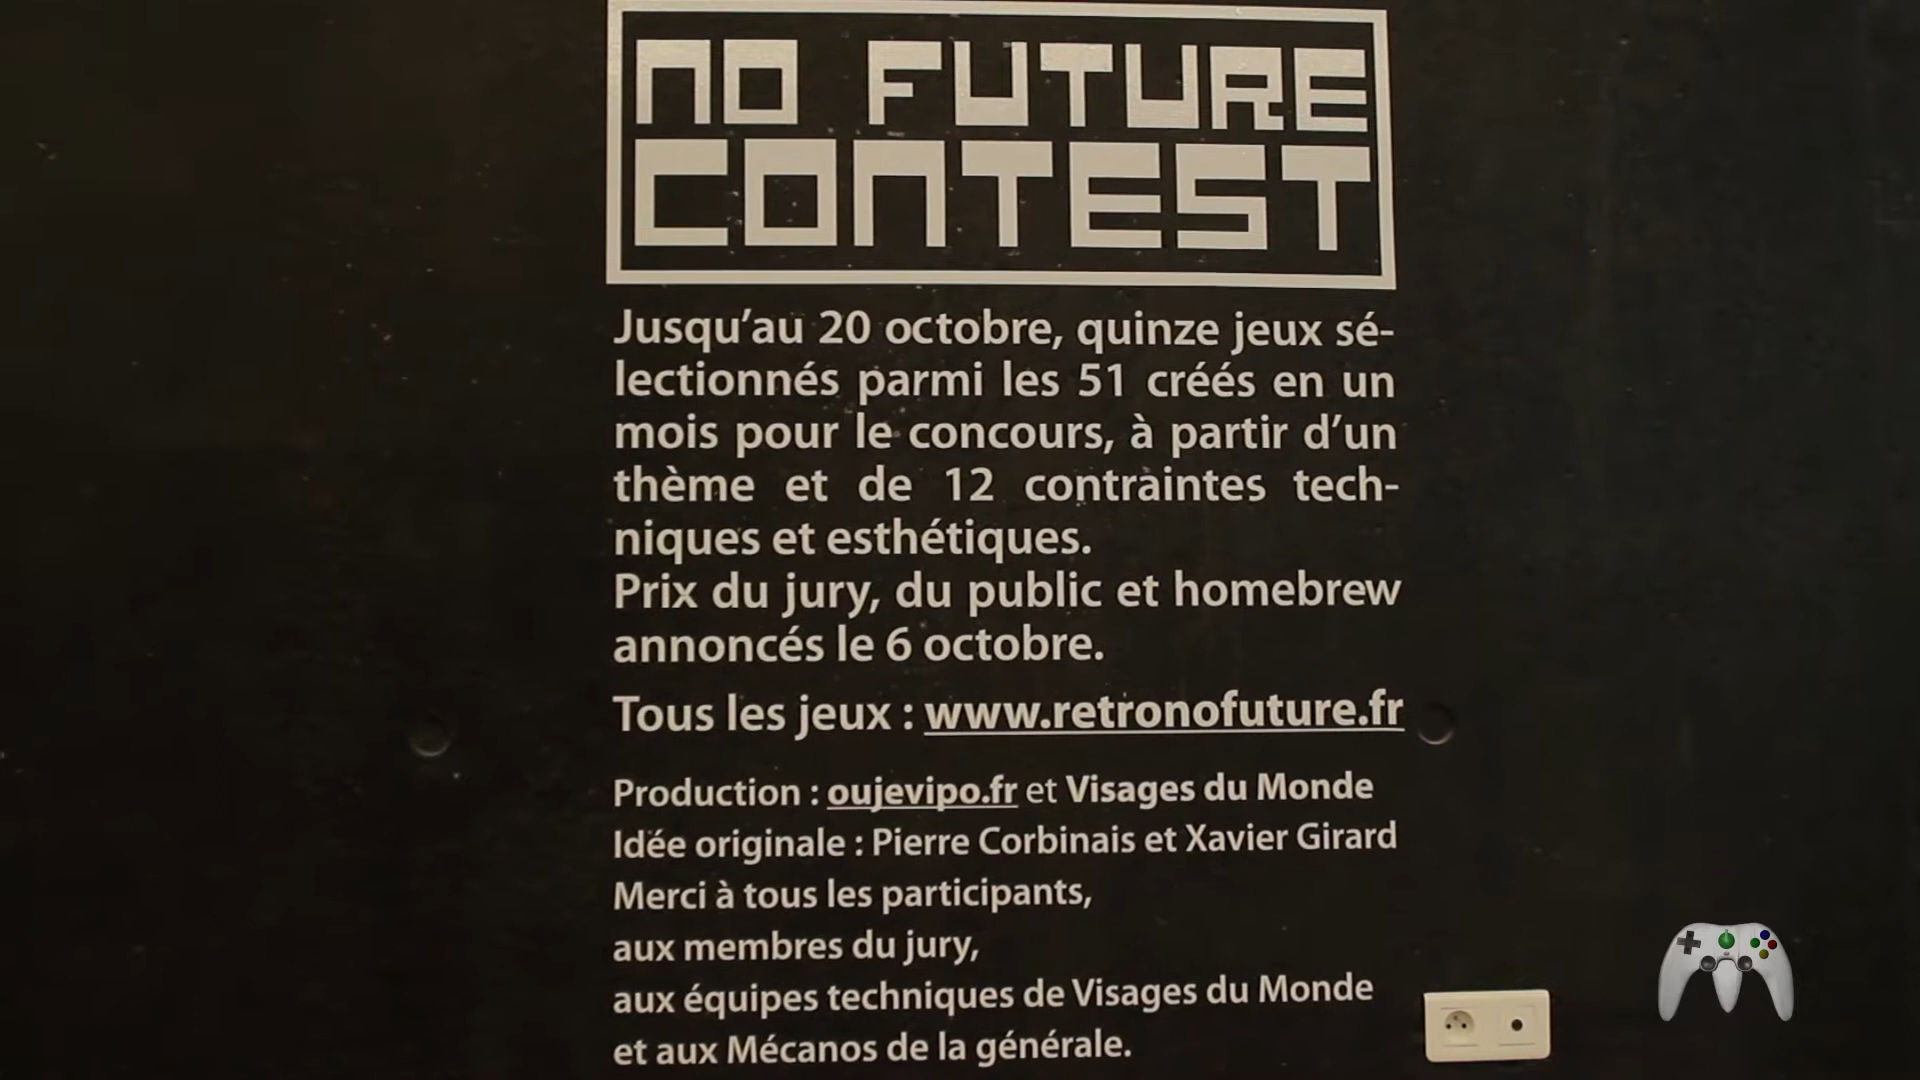 NO FUTURE
CONTEST
Jusqu’au 20 octobre, quinze jeux sé-
lectionnés parmi les 51 créés en un
mois pour le concours, à partir d’un
thème et de 12 contraintes tech-
niques et esthétiques.
Prix du jury, du public et homebrew
annoncés le 6 octobre.
Tous les jeux : www.retronofuture.fr
Production : oujevipo.fr et Visages du Monde
Idée originale : Pierre Corbinais et Xavier Girard
Merci à tous les participants,
aux membres du jury,
aux équipes techniques de Visages du Monde
et aux Mécanos de la générale.